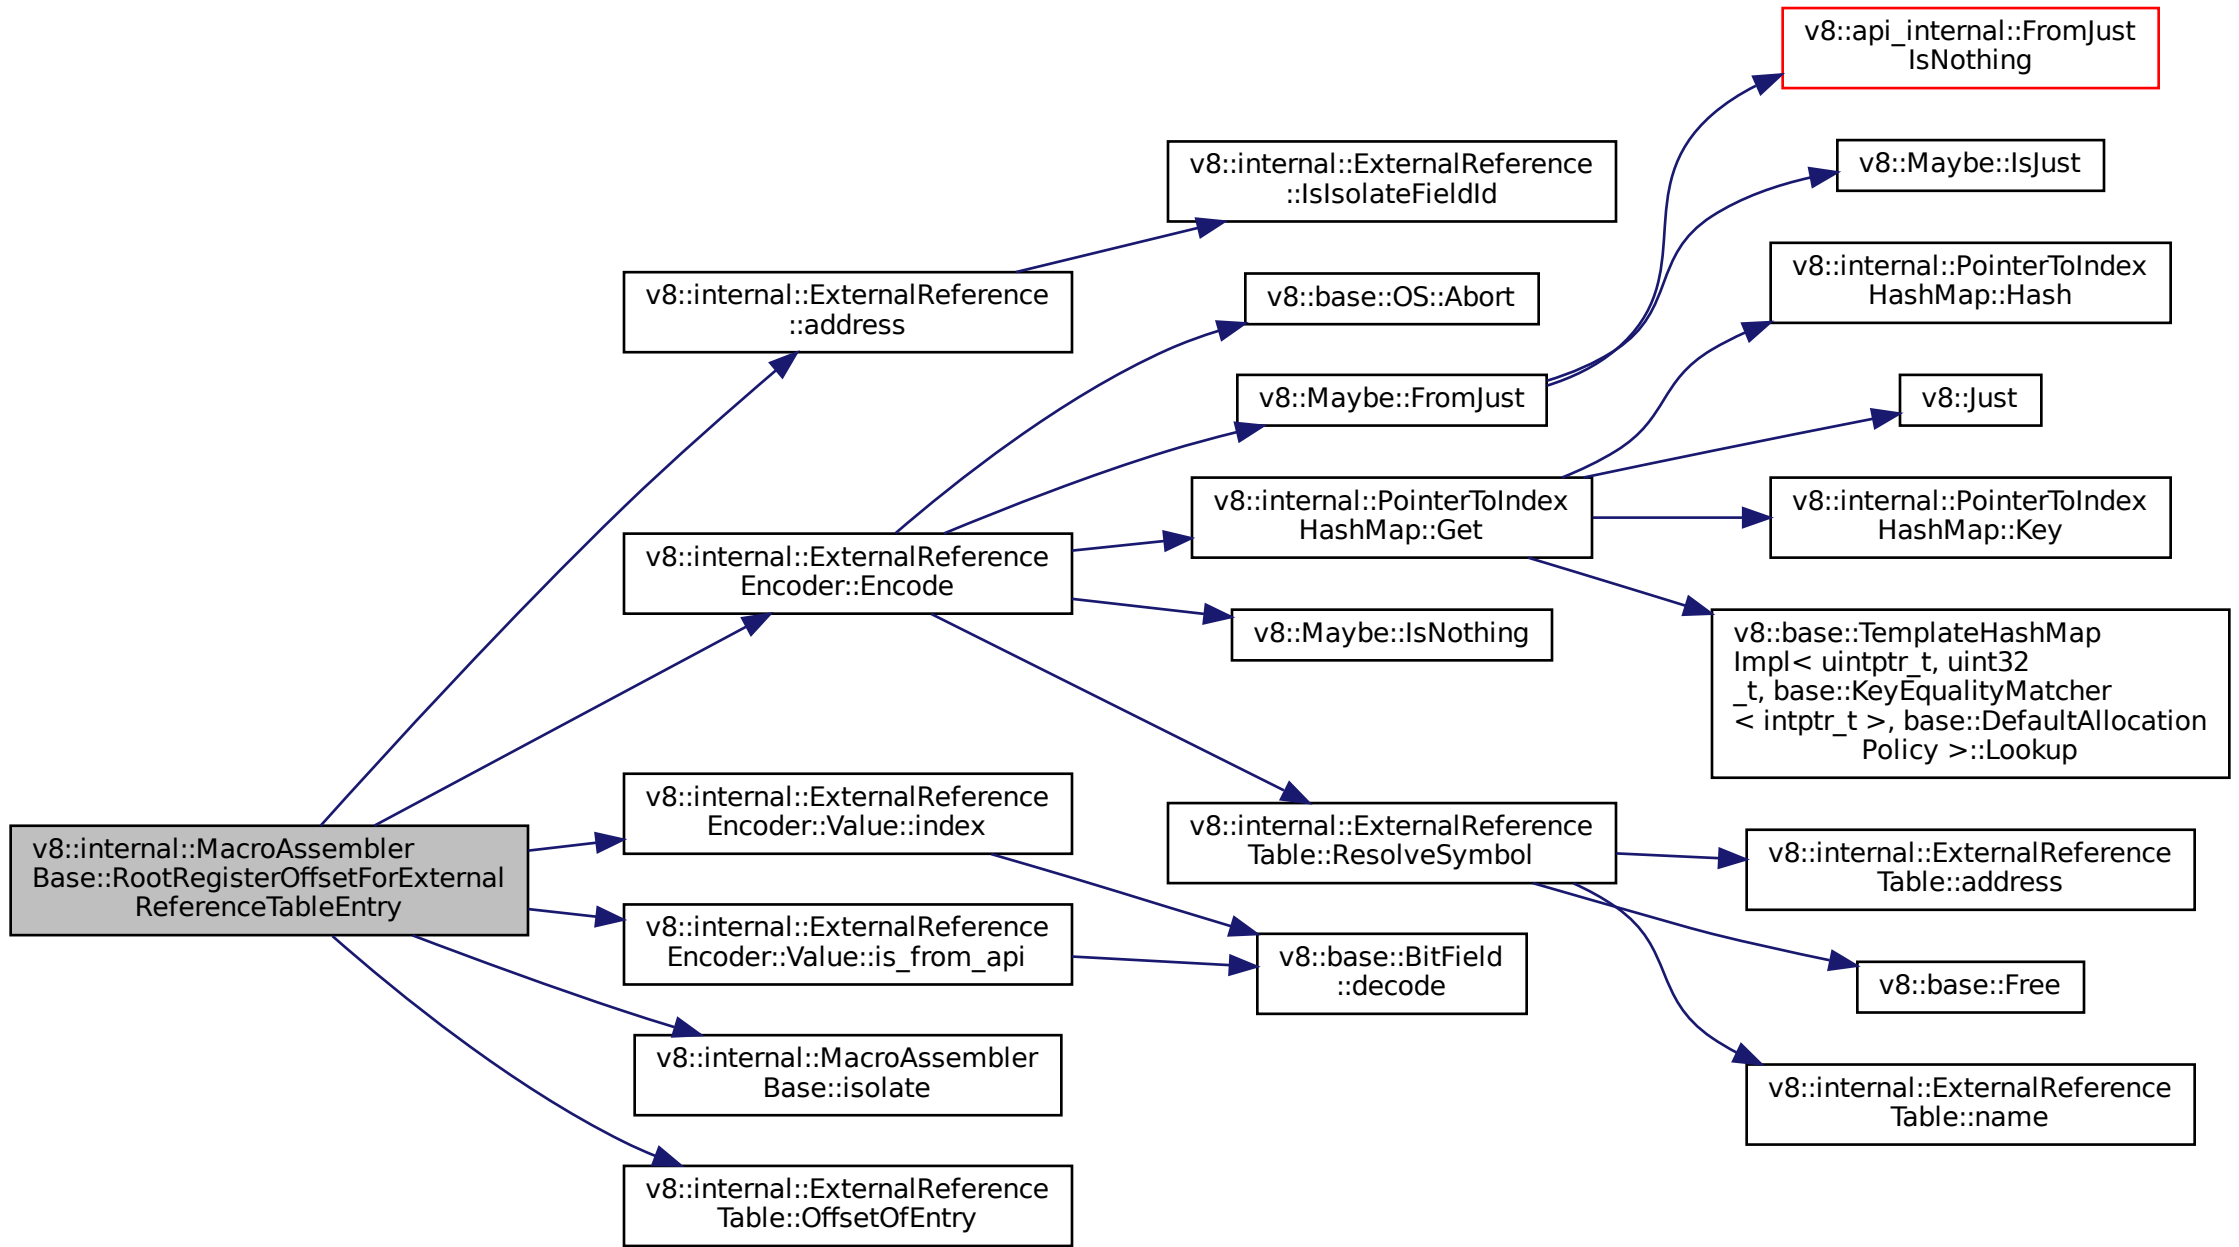 v8::internal::MacroAssembler
Base::RootRegisterOffsetForExternal
ReferenceTableEntry
v8::internal::ExternalReference
::address
v8::internal::ExternalReference
Encoder::Encode
v8::internal::ExternalReference
Encoder::Value::index
v8::internal::ExternalReference
Encoder::Value::is_from_api
v8::internal::MacroAssembler
Base::isolate
v8::internal::ExternalReference
Table::OffsetOfEntry
v8::internal::ExternalReference
::IsIsolateFieldId
v8::base::OS::Abort
v8::Maybe::FromJust
v8::internal::PointerToIndex
HashMap::Get
v8::Maybe::IsNothing
v8::internal::ExternalReference
Table::ResolveSymbol
v8::base::BitField
::decode
v8::api_internal::FromJust
IsNothing
v8::Maybe::IsJust
v8::internal::PointerToIndex
HashMap::Hash
v8::Just
v8::internal::PointerToIndex
HashMap::Key
v8::base::TemplateHashMap
Impl< uintptr_t, uint32
_t, base::KeyEqualityMatcher
< intptr_t >, base::DefaultAllocation
Policy >::Lookup
v8::internal::ExternalReference
Table::address
v8::base::Free
v8::internal::ExternalReference
Table::name